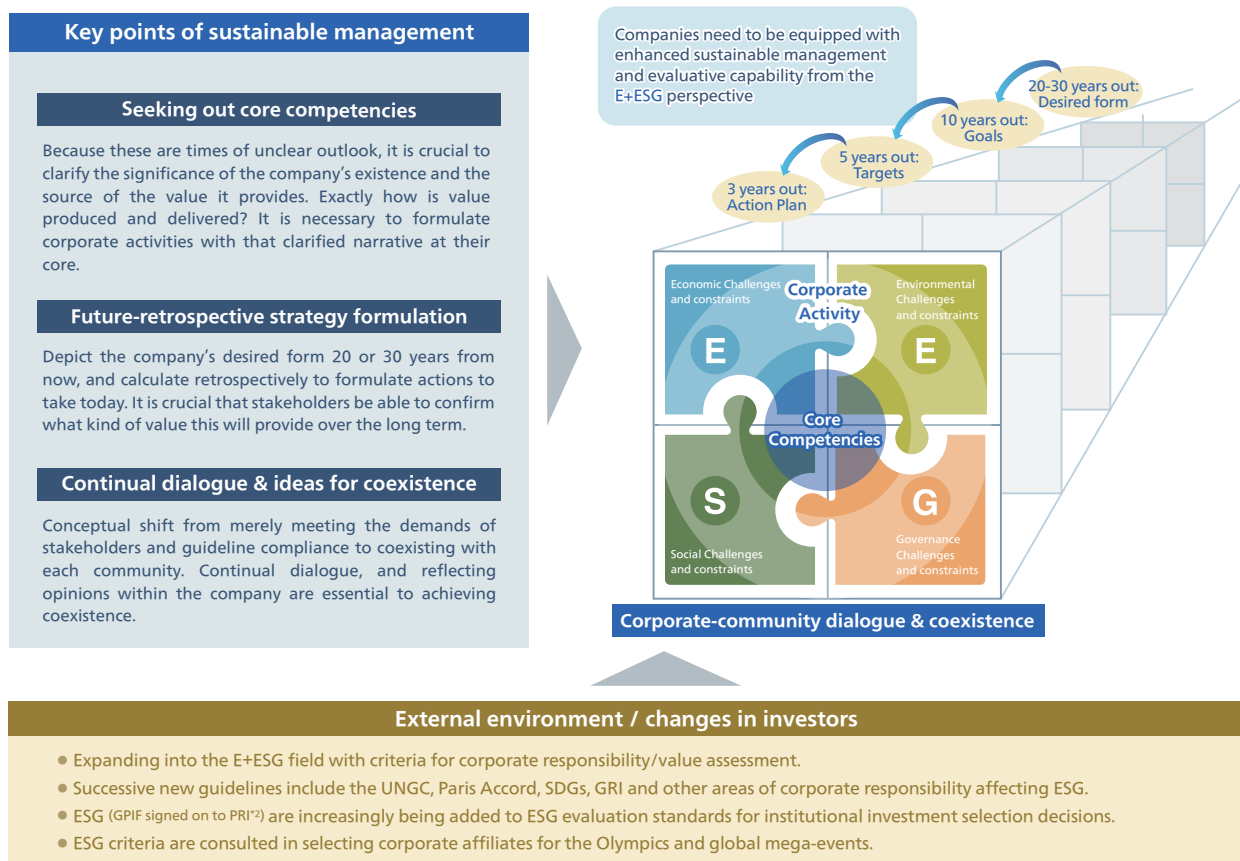 Key points of sustainable management
Seeking out core competencies
Because these are times of unclear outlook, it is crucial to
clarify the significance of the company's existence and the
source of the value it provides. Exactly how is value
produced and delivered? It is necessary to formulate
corporate activities with that clarified narrative at their
core.
Future-retrospective strategy formulation
Depict the company's desired form 20 or 30 years from
now, and calculate retrospectively to formulate actions to
take today. It is crucial that stakeholders be able to confirm
what kind of value this will provide over the long term.
Continual dialogue & ideas for coexistence
Conceptual shift from merely meeting the demands of
stakeholders and guideline compliance to coexisting with
each community. Continual dialogue, and reflecting
opinions within the company are essential to achieving
coexistence.
Companies need to be equipped with
enhanced sustainable management
and evaluative capability from the
E+ESG perspective
20-30 years out:
Desired form
10 years out:
Goals
5 years out:
Targets
3 years out:
Action Plan
Economic Challenges
and constraints
E
Corporate
Activity
Environmental
Challenges
and constraints
E
Core
Competencies
S
Social Challenges
and constraints
G
Governance
Challenges
and constraints
Corporate-community dialogue & coexistence
External environment / changes in investors
● Expanding into the E+ESG field with criteria for corporate responsibility/value assessment.
● Successive new guidelines include the UNGC, Paris Accord, SDGs, GRI and other areas of corporate responsibility affecting ESG.
● ESG (GPIF signed on to PRI*2) are increasingly being added to ESG evaluation standards for institutional investment selection decisions.
● ESG criteria are consulted in selecting corporate affiliates for the Olympics and global mega-events.